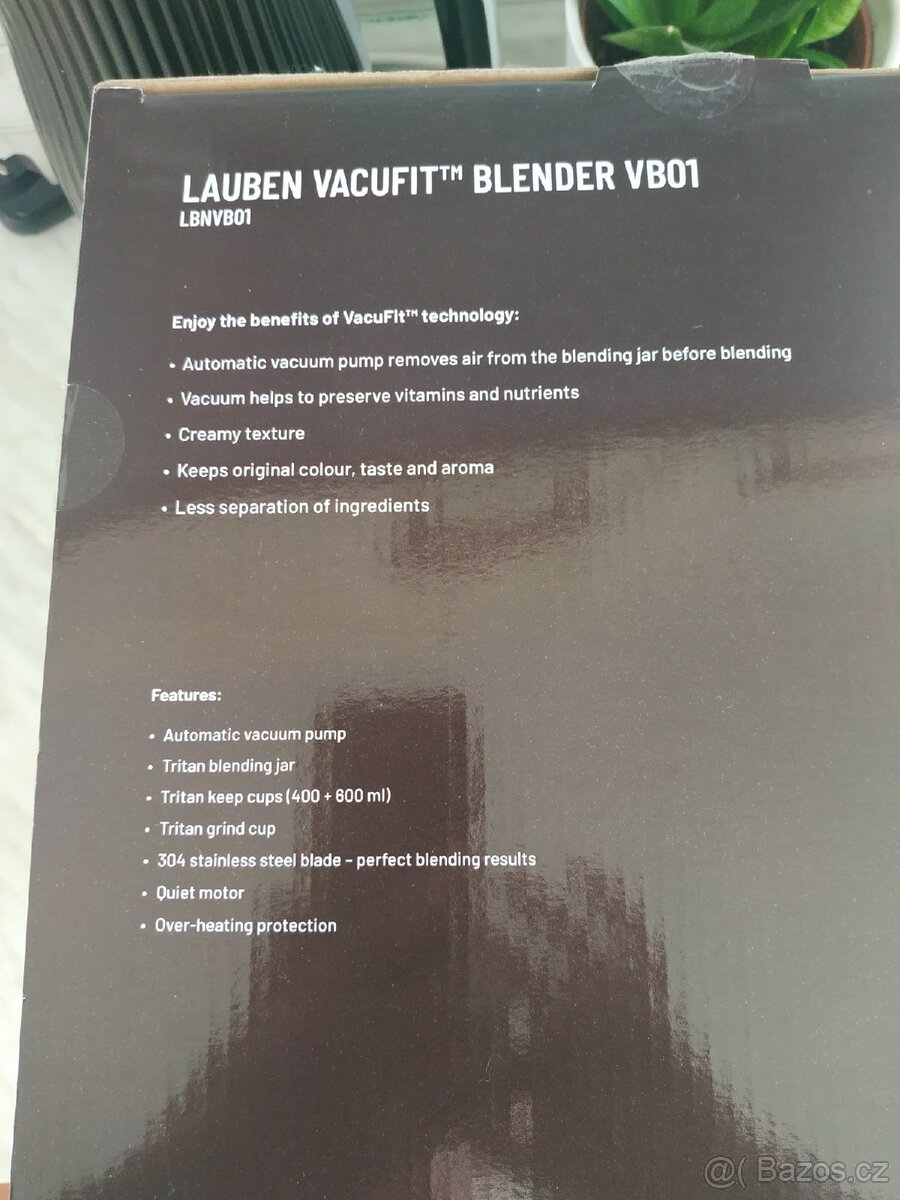 LAUBEN VACUFIT™ BLENDER VB01
LBNVB01
Enjoy the benefits of VacuFit™ technology:
• Automatic vacuum pump removes air from the blending jar before blending
• Vacuum helps to preserve vitamins and nutrients
• Creamy texture
• Keeps original colour, taste and aroma
• Less separation of ingredients
Features:
• Automatic vacuum pump
• Tritan blending jar
• Tritan keep cups (400 + 600 ml)
• Tritan grind cup
• 304 stainless steel blade - perfect blending results
• Quiet motor
• Over-heating protection
@( Bazos.cz